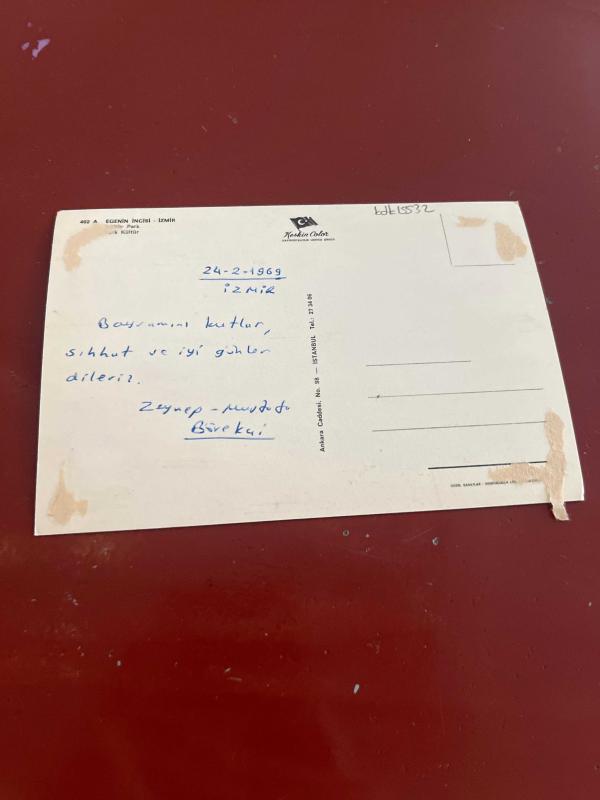 402 A EGENİN İNCİSİ - İZMİR
Park
Kültür
Keskin Color
bdk15532
24-2-1969
İZMİR
Bayramını kutlar,
sıhhat ve iyi günler
dileriz.
Zeynep - Mustafa
Börekçi
Ankara Caddesi. No. 98 — İSTANBUL Tel.: 27 34 06